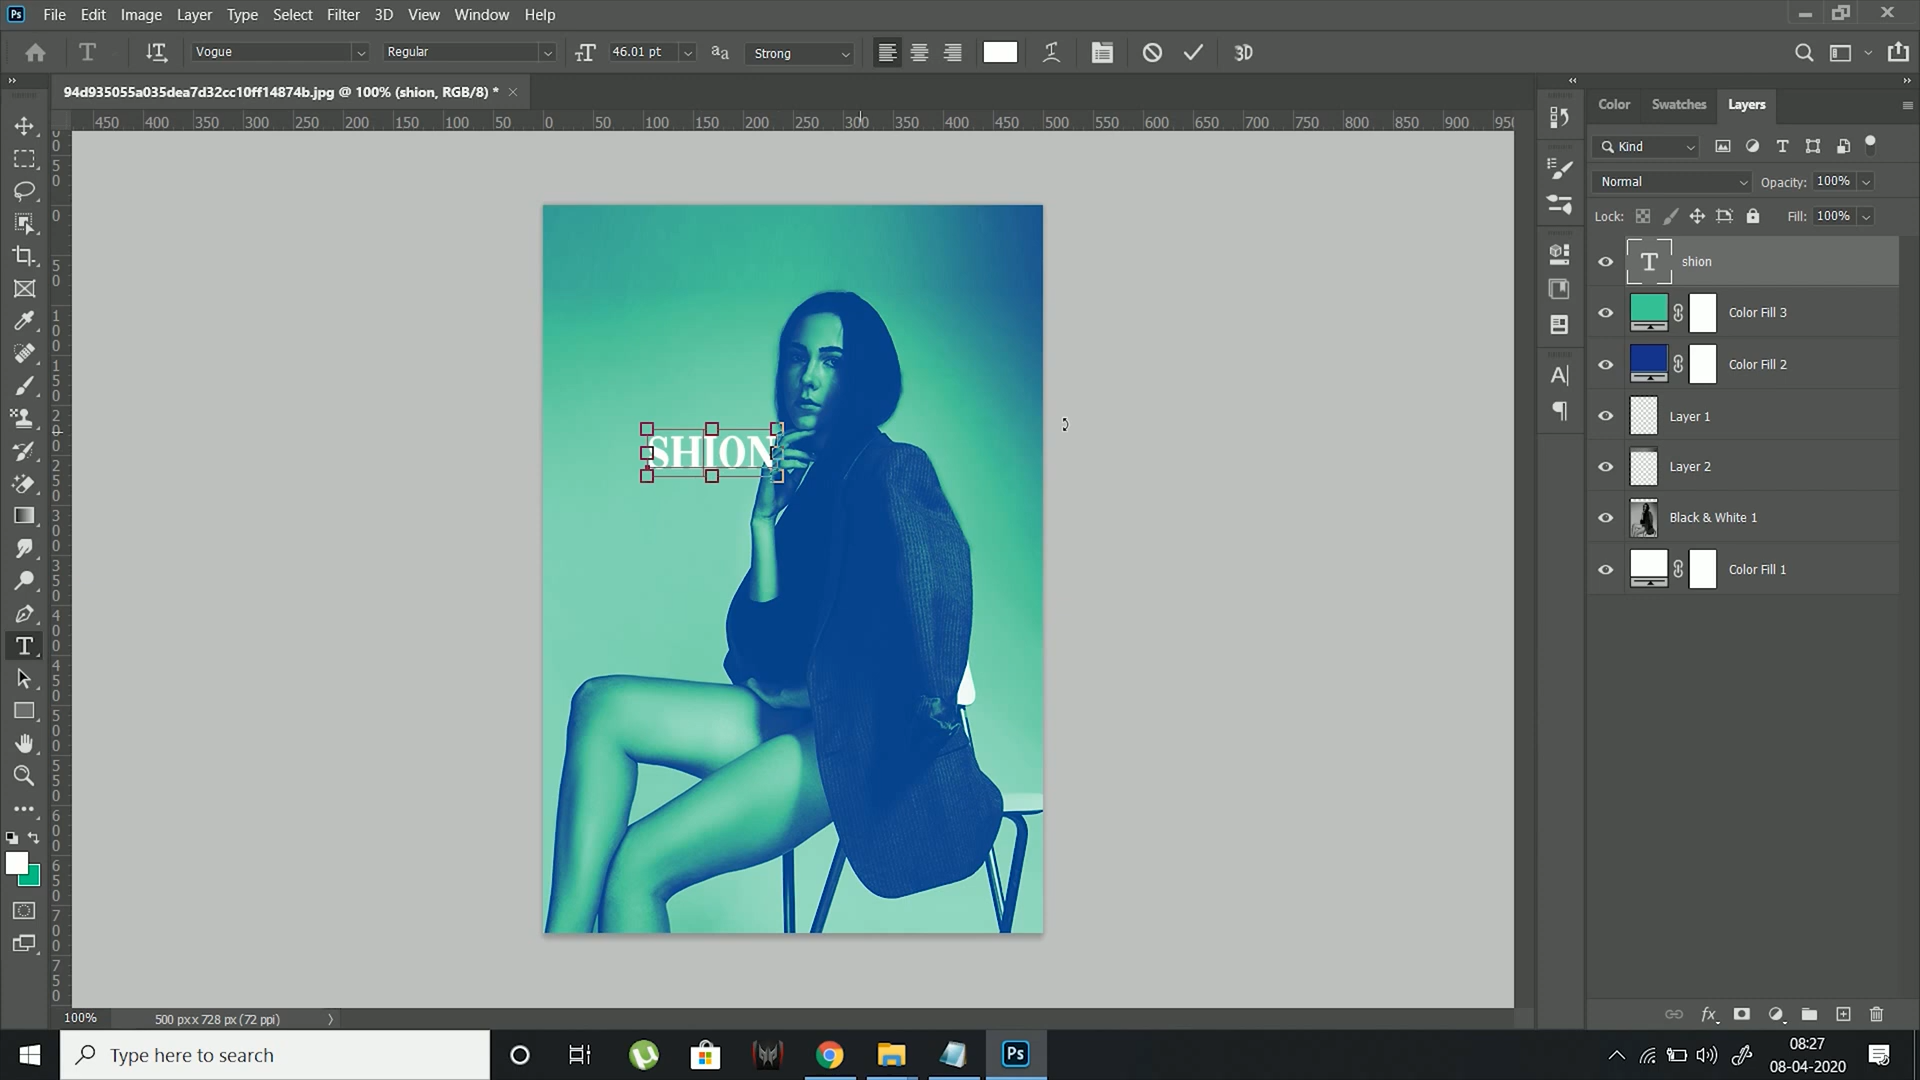 File Edit Image Layer Type Select Filter 3D View Window Help
Vogue Regular 46.01 pt Strong 3D
94d935055a035dea7d32cc10ff14874b.jpg @ 100% (shion, RGB/8) *
450 400 350 300 250 200 150 100 50 0 50 100 150 200 250 300 350 400 450 500 550 600 650 700 750 800 850 900
Color Swatches Layers
Kind
Normal Opacity: 100%
Lock: Fill: 100%
shion
Color Fill 3
Color Fill 2
Layer 1
Layer 2
Black & White 1
Color Fill 1
SHION
100% 500 px x 728 px (72 ppi)
Type here to search
Ps
08:27
08-04-2020